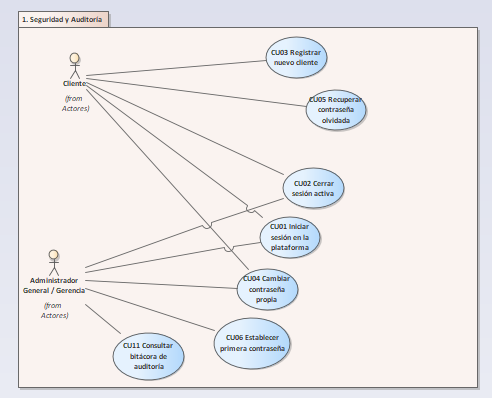 1. Seguridad y Auditoría
CU03 Registrar
nuevo cliente
Cliente
(from
Actores)
CU05 Recuperar
contraseña
olvidada
CU02 Cerrar
sesión activa
CU01 Iniciar
sesión en la
plataforma
Administrador
General / Gerencia
(from
Actores)
CU04 Cambiar
contraseña
propia
CU06 Establecer
primera contraseña
CU11 Consultar
bitácora de
auditoría